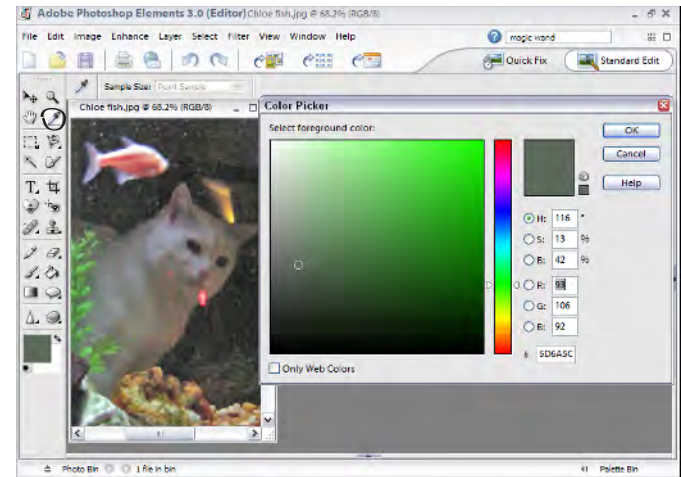 Adobe Photoshop Elements 3.0 (Editor) Chloe fish.jpg @ 68.2% (RGB/8)
File Edit Image Enhance Layer Select Filter View Window Help
magic wand
Quick Fix
Standard Edit
Sample Size: Point Sample
Chloe fish.jpg @ 68.2% (RGB/8)
Color Picker
Select foreground color:
OK
Cancel
Help
H: 116 °
S: 13 %
B: 42 %
R: 93
G: 106
B: 92
# 5D6A5C
Only Web Colors
Photo Bin 1 file in bin
Palette Bin